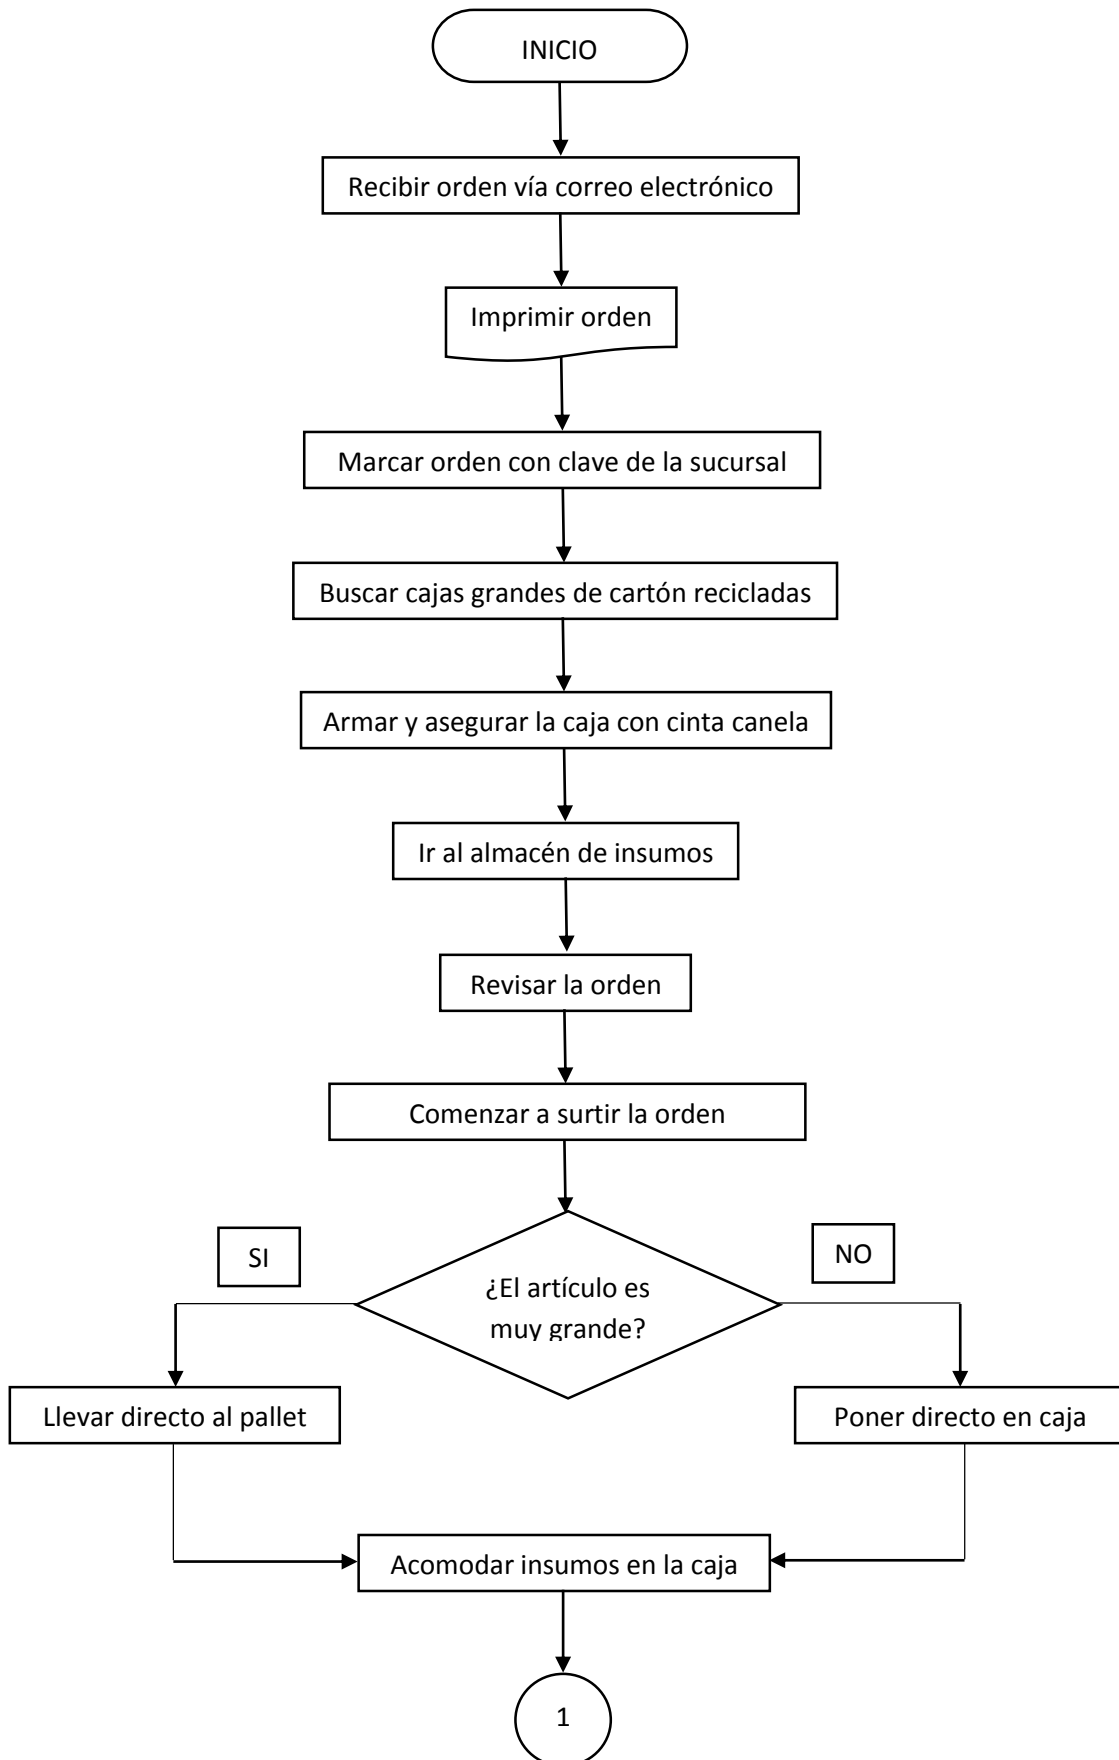 INICIO
Recibir orden vía correo electrónico
Imprimir orden
Marcar orden con clave de la sucursal
Buscar cajas grandes de cartón recicladas
Armar y asegurar la caja con cinta canela
Ir al almacén de insumos
Revisar la orden
Comenzar a surtir la orden
SI
NO
¿El artículo es
muy grande?
Llevar directo al pallet
Poner directo en caja
Acomodar insumos en la caja
1